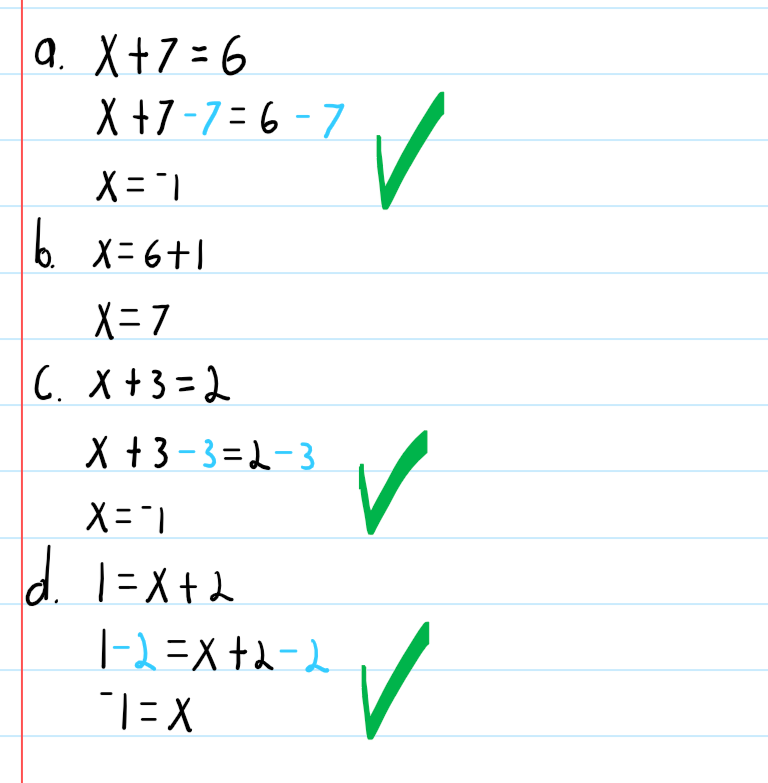 a. x+7=6
x+7-7=6-7
x=⁻1
b. x=6+1
x=7
c. x+3=2
x+3-3=2-3
x=⁻1
d. 1=x+2
1-2=x+2-2
⁻1=x